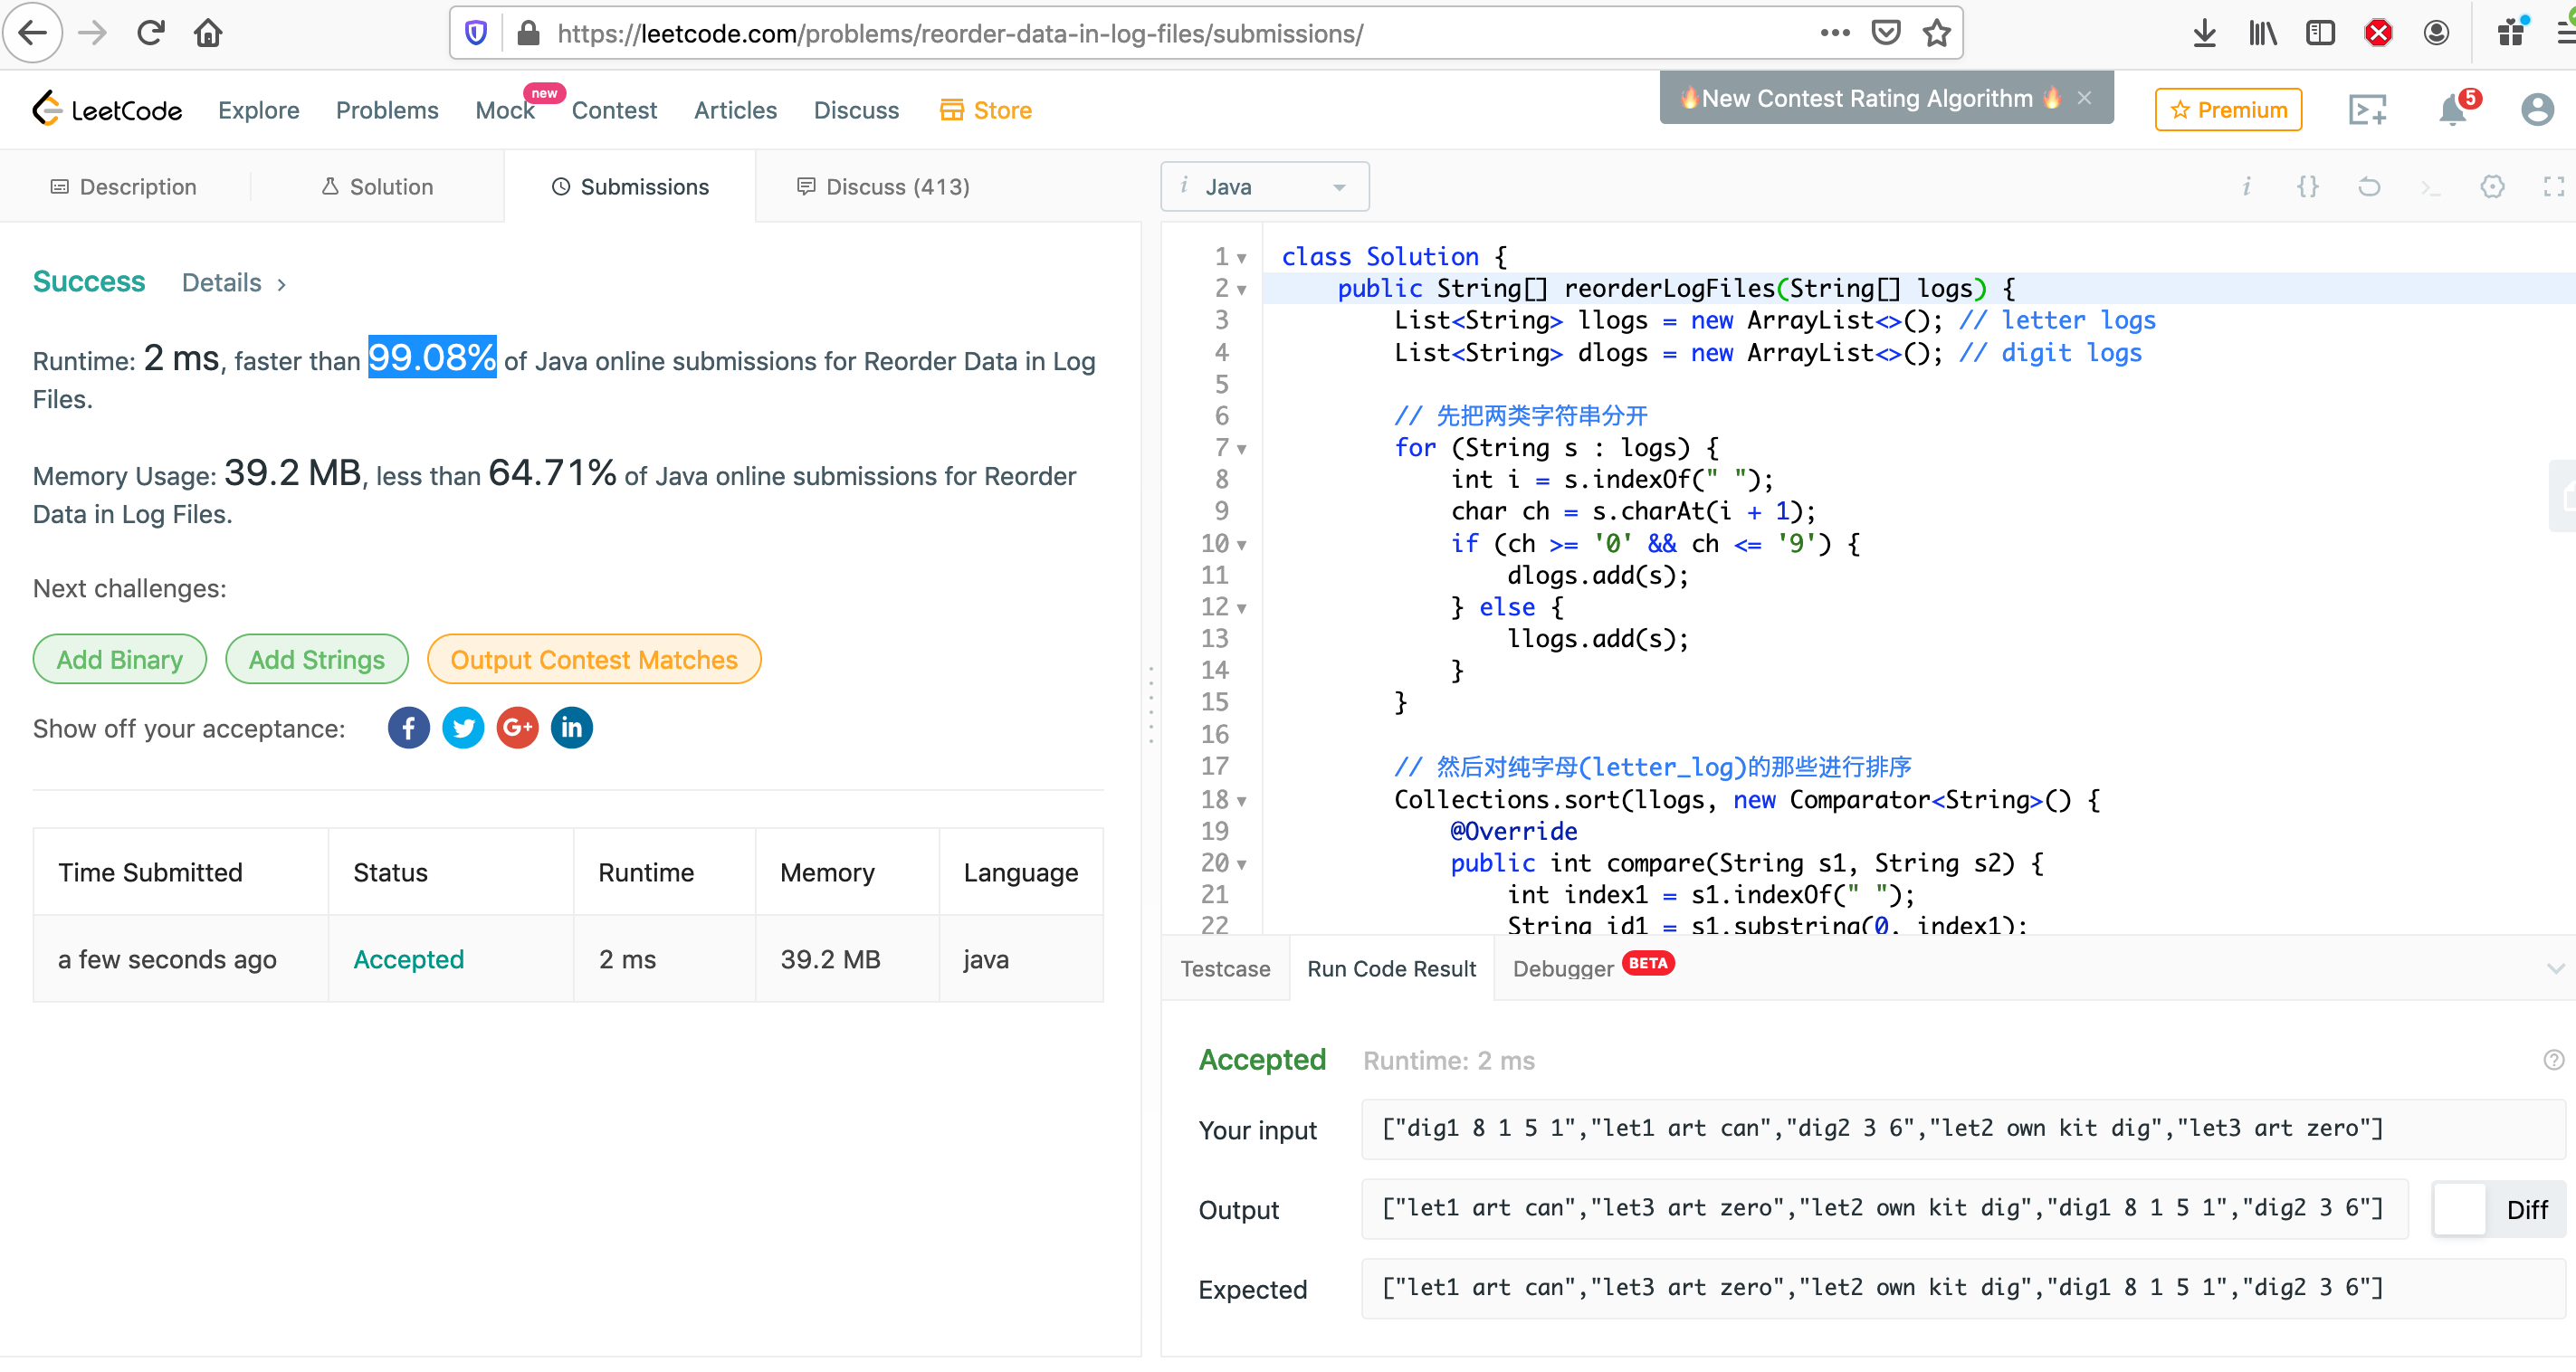 https://leetcode.com/problems/reorder-data-in-log-files/submissions/
LeetCode Explore Problems Mock new Contest Articles Discuss Store
🔥New Contest Rating Algorithm 🔥 ×
Premium
5
Description Solution Submissions Discuss (413)
i Java
Success Details >
Runtime: 2 ms, faster than 99.08% of Java online submissions for Reorder Data in Log
Files.
Memory Usage: 39.2 MB, less than 64.71% of Java online submissions for Reorder
Data in Log Files.
Next challenges:
Add Binary Add Strings Output Contest Matches
Show off your acceptance: f G+ in
Time Submitted Status Runtime Memory Language
a few seconds ago Accepted 2 ms 39.2 MB java
1 class Solution {
2 public String[] reorderLogFiles(String[] logs) {
3 List<String> llogs = new ArrayList<>(); // letter logs
4 List<String> dlogs = new ArrayList<>(); // digit logs
5
6 // 先把两类字符串分开
7 for (String s : logs) {
8 int i = s.indexOf(" ");
9 char ch = s.charAt(i + 1);
10 if (ch >= '0' && ch <= '9') {
11 dlogs.add(s);
12 } else {
13 llogs.add(s);
14 }
15 }
16
17 // 然后对纯字母(letter_log)的那些进行排序
18 Collections.sort(llogs, new Comparator<String>() {
19 @Override
20 public int compare(String s1, String s2) {
21 int index1 = s1.indexOf(" ");
22 String id1 = s1.substring(0, index1);
Testcase Run Code Result Debugger BETA
Accepted Runtime: 2 ms
Your input ["dig1 8 1 5 1","let1 art can","dig2 3 6","let2 own kit dig","let3 art zero"]
Output ["let1 art can","let3 art zero","let2 own kit dig","dig1 8 1 5 1","dig2 3 6"] Diff
Expected ["let1 art can","let3 art zero","let2 own kit dig","dig1 8 1 5 1","dig2 3 6"]